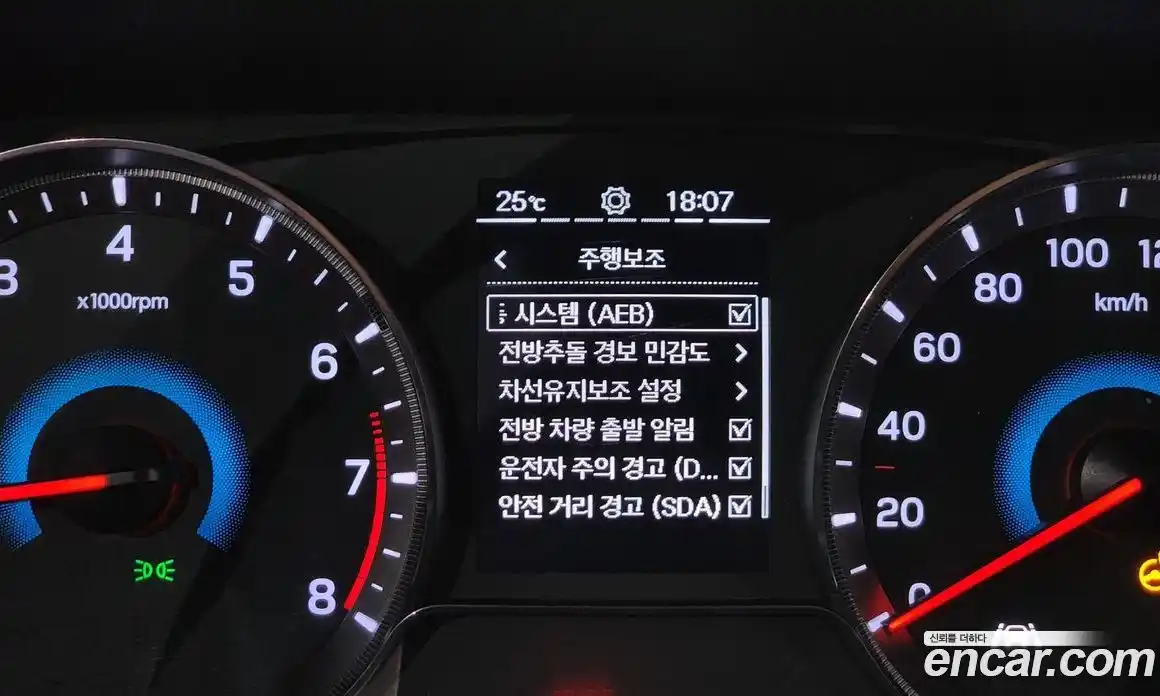 25℃ 18:07
주행보조
시스템 (AEB)
전방추돌 경보 민감도
차선유지보조 설정
전방 차량 출발 알림
운전자 주의 경고 (D...
안전 거리 경고 (SDA)
3
4
5
6
7
8
x1000rpm
0
20
40
60
80
100
km/h
신뢰를 더하다
encar.com